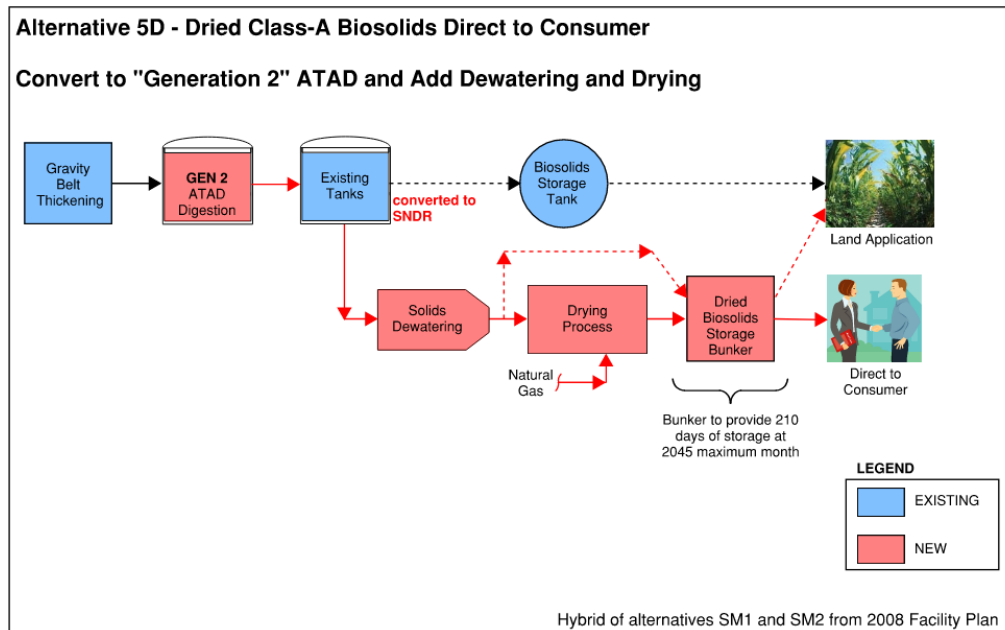 Alternative 5D - Dried Class-A Biosolids Direct to Consumer
Convert to "Generation 2" ATAD and Add Dewatering and Drying
Gravity
Belt
Thickening
GEN 2
ATAD
Digestion
Existing
Tanks
converted to
SNDR
Biosolids
Storage
Tank
Land Application
Solids
Dewatering
Drying
Process
Dried
Biosolids
Storage
Bunker
Natural
Gas
Direct to
Consumer
Bunker to provide 210
days of storage at
2045 maximum month
LEGEND
EXISTING
NEW
Hybrid of alternatives SM1 and SM2 from 2008 Facility Plan